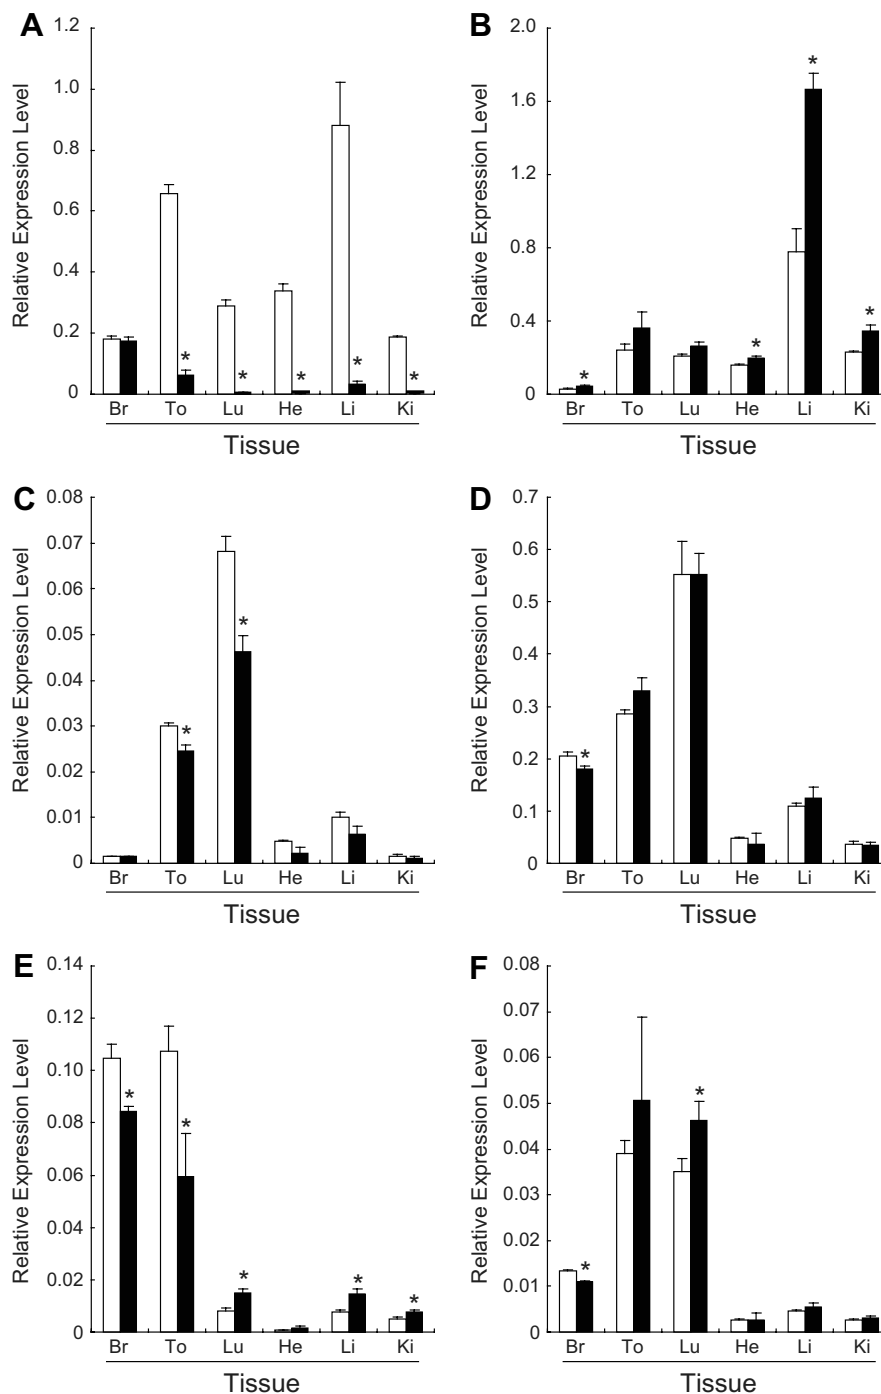 A
Relative Expression Level
1.2
1.0
0.8
0.6
0.4
0.2
0
* * * * *
Br To Lu He Li Ki
Tissue
B
Relative Expression Level
2.0
1.6
1.2
0.8
0.4
0
* * * *
Br To Lu He Li Ki
Tissue
C
Relative Expression Level
0.08
0.07
0.06
0.05
0.04
0.03
0.02
0.01
0
* *
Br To Lu He Li Ki
Tissue
D
Relative Expression Level
0.7
0.6
0.5
0.4
0.3
0.2
0.1
0
*
Br To Lu He Li Ki
Tissue
E
Relative Expression Level
0.14
0.12
0.10
0.08
0.06
0.04
0.02
0
* * * * *
Br To Lu He Li Ki
Tissue
F
Relative Expression Level
0.08
0.07
0.06
0.05
0.04
0.03
0.02
0.01
0
* *
Br To Lu He Li Ki
Tissue